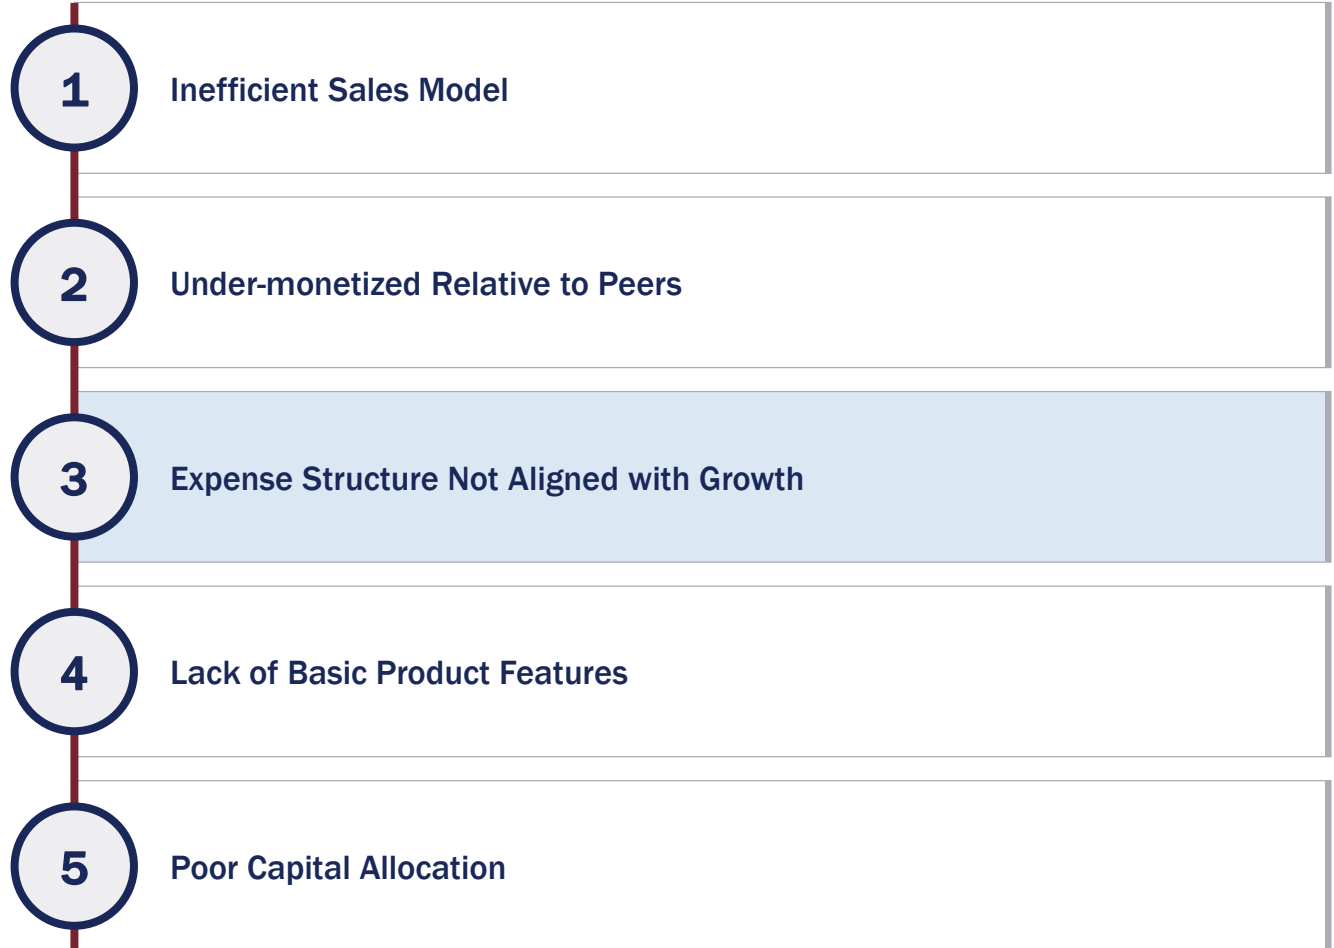 1
Inefficient Sales Model
2
Under-monetized Relative to Peers
3
Expense Structure Not Aligned with Growth
4
Lack of Basic Product Features
5
Poor Capital Allocation